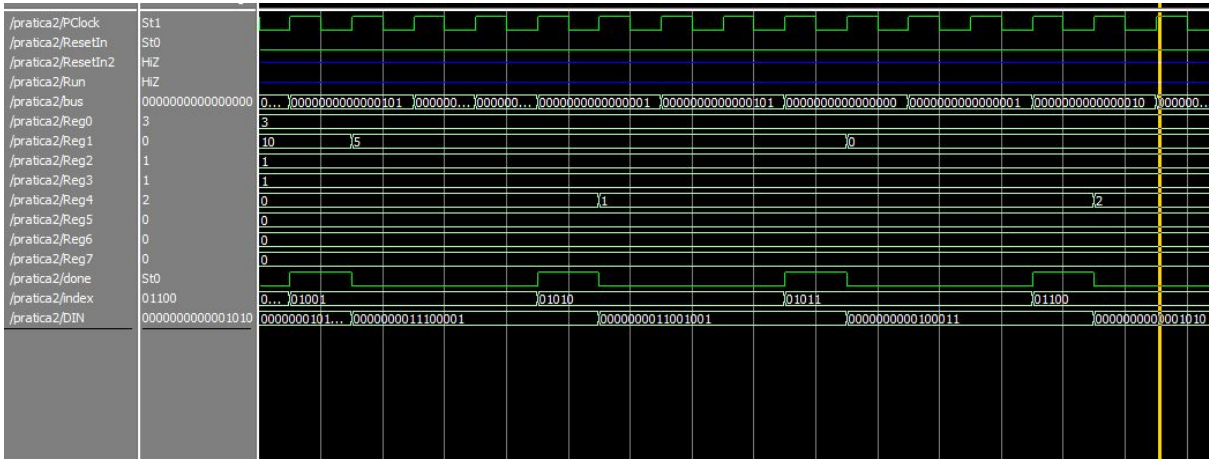 /pratica2/PClock St1
/pratica2/ResetIn St0
/pratica2/ResetIn2 HiZ
/pratica2/Run HiZ
/pratica2/bus 0000000000000000 0... 0000000000000101 000000... 000000... 0000000000000001 0000000000000101 0000000000000000 0000000000000001 0000000000000010 000000...
/pratica2/Reg0 3 3
/pratica2/Reg1 0 10 5 0
/pratica2/Reg2 1 1
/pratica2/Reg3 1 1
/pratica2/Reg4 2 0 1 2
/pratica2/Reg5 0 0
/pratica2/Reg6 0 0
/pratica2/Reg7 0 0
/pratica2/done St0
/pratica2/index 01100 0... 01001 01010 01011 01100
/pratica2/DIN 0000000000001010 0000000101... 0000000011100001 0000000011001001 0000000000100011 0000000000001010